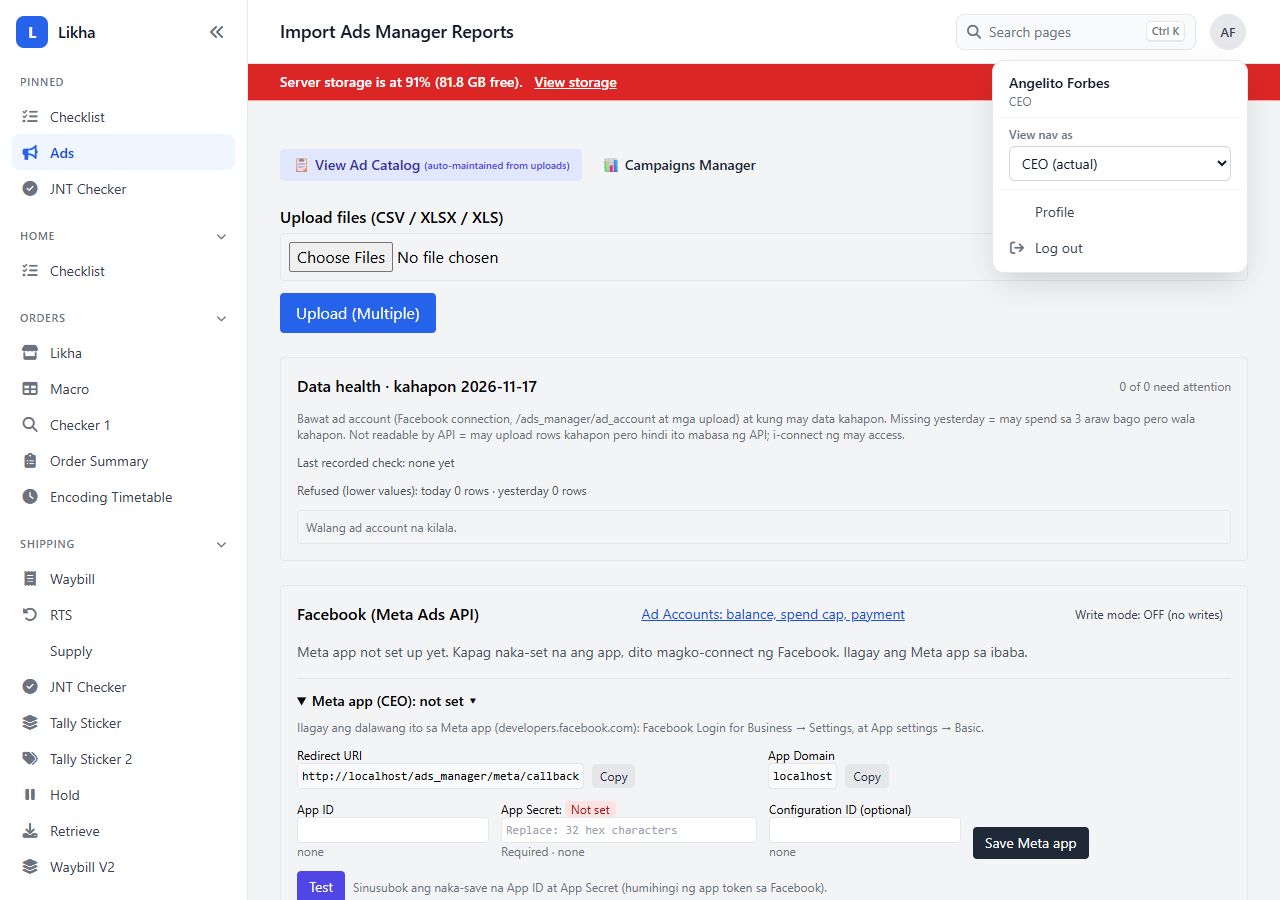 L Likha
PINNED
Checklist
Ads
JNT Checker
HOME
Checklist
ORDERS
Likha
Macro
Checker 1
Order Summary
Encoding Timetable
SHIPPING
Waybill
RTS
Supply
JNT Checker
Tally Sticker
Tally Sticker 2
Hold
Retrieve
Waybill V2
Import Ads Manager Reports
Search pages Ctrl K
AF
Server storage is at 91% (81.8 GB free). View storage
Angelito Forbes
CEO
View nav as
CEO (actual)
Profile
Log out
View Ad Catalog (auto-maintained from uploads) Campaigns Manager
Upload files (CSV / XLSX / XLS)
Choose Files No file chosen
Upload (Multiple)
Data health · kahapon 2026-11-17 0 of 0 need attention
Bawat ad account (Facebook connection, /ads_manager/ad_account at mga upload) at kung may data kahapon. Missing yesterday = may spend sa 3 araw bago pero wala
kahapon. Not readable by API = may upload rows kahapon pero hindi ito mabasa ng API; i-connect ng may access.
Last recorded check: none yet
Refused (lower values): today 0 rows · yesterday 0 rows
Walang ad account na kilala.
Facebook (Meta Ads API) Ad Accounts: balance, spend cap, payment Write mode: OFF (no writes)
Meta app not set up yet. Kapag naka-set na ang app, dito magko-connect ng Facebook. Ilagay ang Meta app sa ibaba.
▼ Meta app (CEO): not set ▾
Ilagay ang dalawang ito sa Meta app (developers.facebook.com): Facebook Login for Business → Settings, at App settings → Basic.
Redirect URI App Domain
http://localhost/ads_manager/meta/callback Copy localhost Copy
App ID App Secret: Not set Configuration ID (optional)
Replace: 32 hex characters
Save Meta app
none Required · none none
Test Sinusubok ang naka-save na App ID at App Secret (humihingi ng app token sa Facebook).